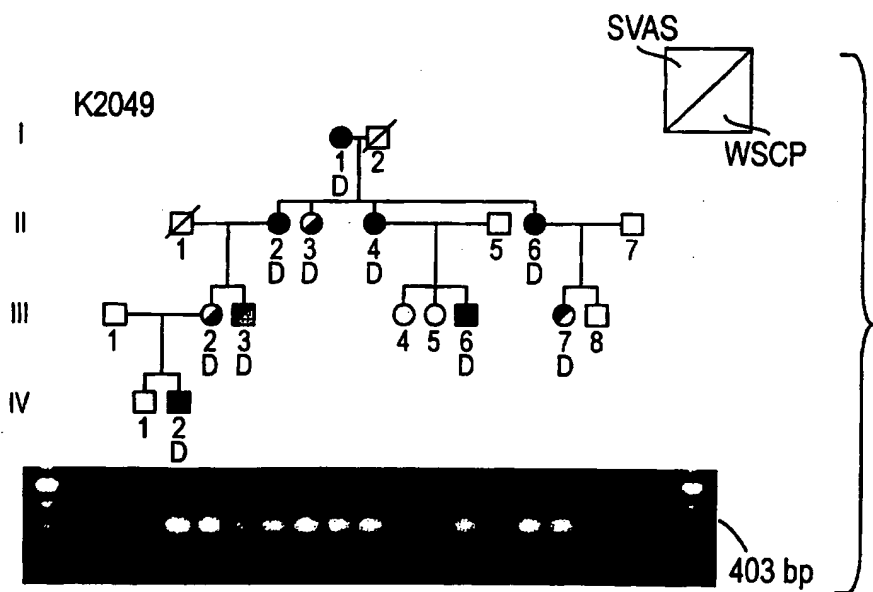 SVAS
WSCP
K2049
I
1 2
D
II
1 2 3 4 5 6 7
D D D D
III
1 2 3 4 5 6 7 8
D D D D
IV
1 2
D
403 bp